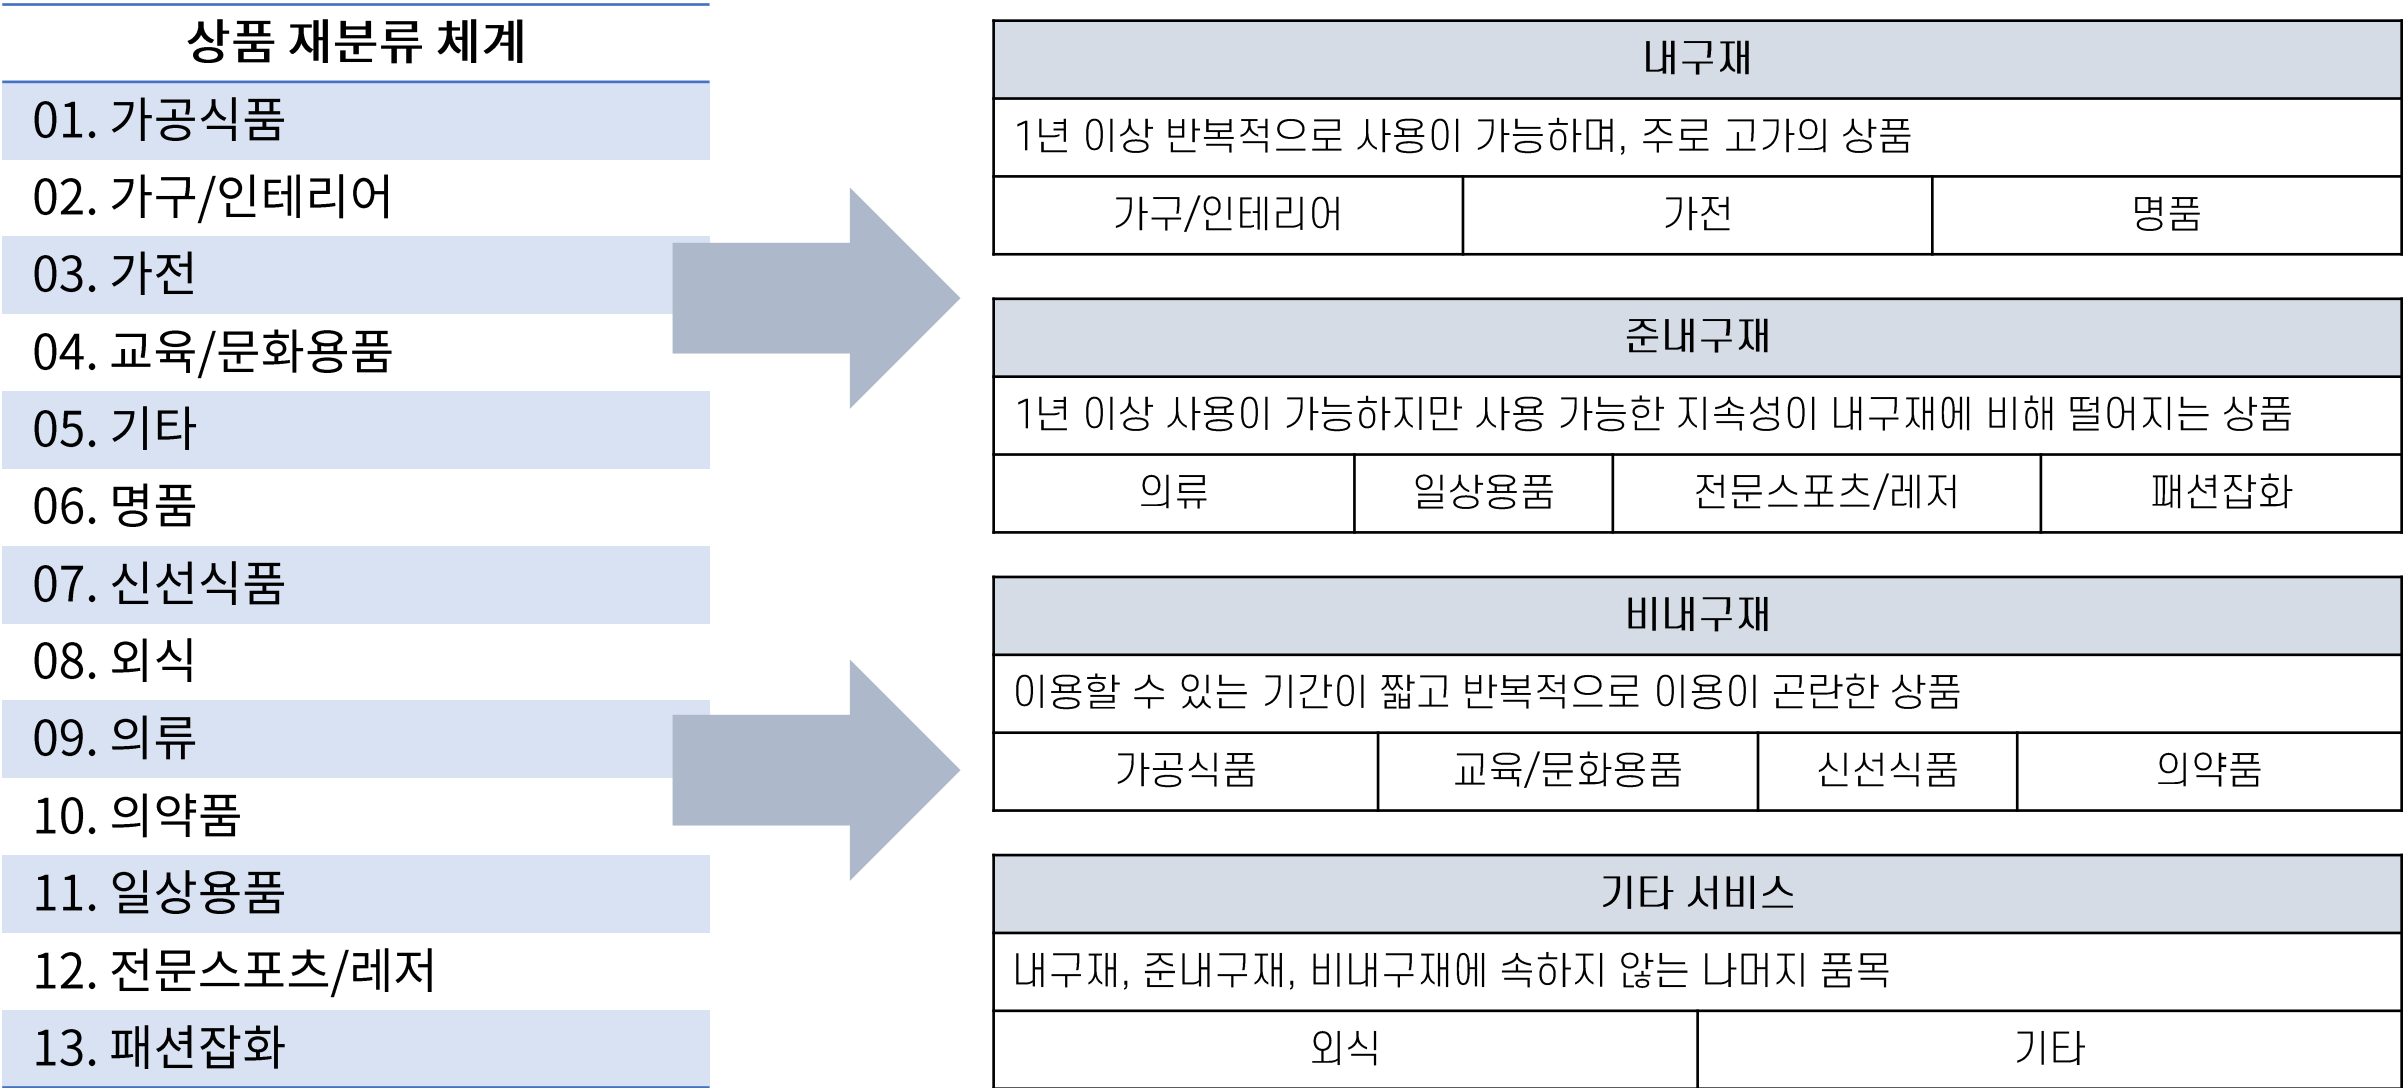 상품 재분류 체계
01. 가공식품
02. 가구/인테리어
03. 가전
04. 교육/문화용품
05. 기타
06. 명품
07. 신선식품
08. 외식
09. 의류
10. 의약품
11. 일상용품
12. 전문스포츠/레저
13. 패션잡화
내구재
1년 이상 반복적으로 사용이 가능하며, 주로 고가의 상품
가구/인테리어 가전 명품
준내구재
1년 이상 사용이 가능하지만 사용 가능한 지속성이 내구재에 비해 떨어지는 상품
의류 일상용품 전문스포츠/레저 패션잡화
비내구재
이용할 수 있는 기간이 짧고 반복적으로 이용이 곤란한 상품
가공식품 교육/문화용품 신선식품 의약품
기타 서비스
내구재, 준내구재, 비내구재에 속하지 않는 나머지 품목
외식 기타